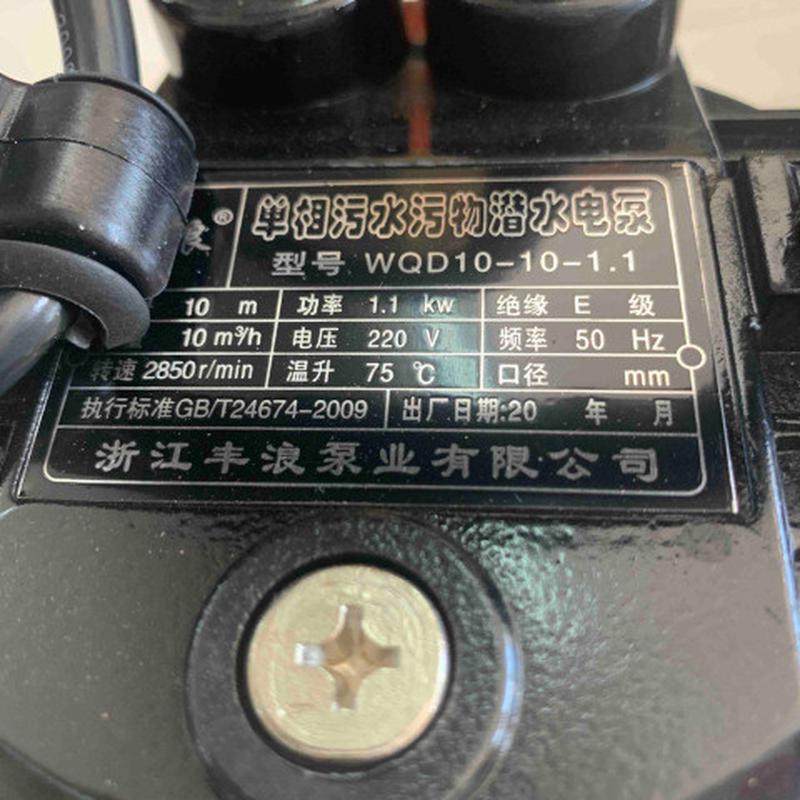 浪® 单相污水污物潜水电泵
型号 WQD10-10-1.1
10 m 功率 1.1 kw 绝缘 E 级
10 m³/h 电压 220 V 频率 50 Hz
转速 2850 r/min 温升 75 ℃ 口径 mm
执行标准GB/T24674-2009 出厂日期:20 年 月
浙江丰浪泵业有限公司